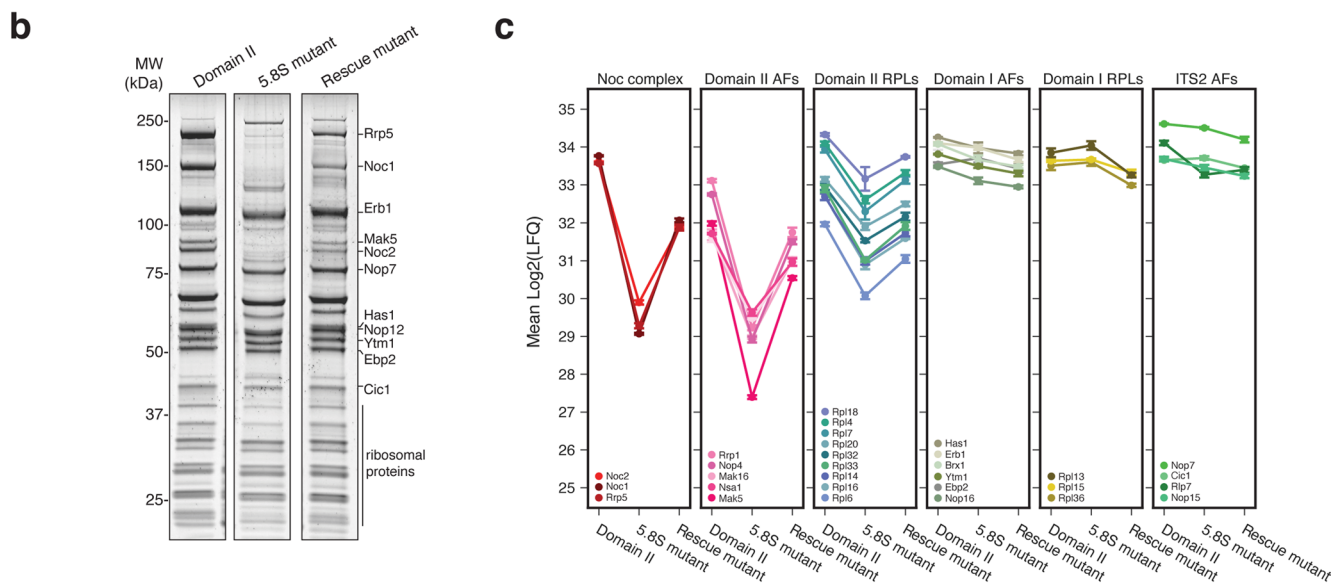 b
MW
(kDa)
Domain II
5.8S mutant
Rescue mutant
250
150
100
75
50
37
25
Rrp5
Noc1
Erb1
Mak5
Noc2
Nop7
Has1
Nop12
Ytm1
Ebp2
Cic1
ribosomal
proteins
c
Mean Log2(LFQ)
35
34
33
32
31
30
29
28
27
26
25
Noc complex
Noc2
Noc1
Rrp5
Domain II
5.8S mutant
Rescue mutant
Domain II AFs
Rrp1
Nop4
Mak16
Nsa1
Mak5
Domain II
5.8S mutant
Rescue mutant
Domain II RPLs
Rpl18
Rpl4
Rpl7
Rpl20
Rpl32
Rpl33
Rpl14
Rpl16
Rpl6
Domain II
5.8S mutant
Rescue mutant
Domain I AFs
Has1
Erb1
Brx1
Ytm1
Ebp2
Nop16
Domain II
5.8S mutant
Rescue mutant
Domain I RPLs
Rpl13
Rpl15
Rpl36
Domain II
5.8S mutant
Rescue mutant
ITS2 AFs
Nop7
Cic1
Rlp7
Nop15
Domain II
5.8S mutant
Rescue mutant